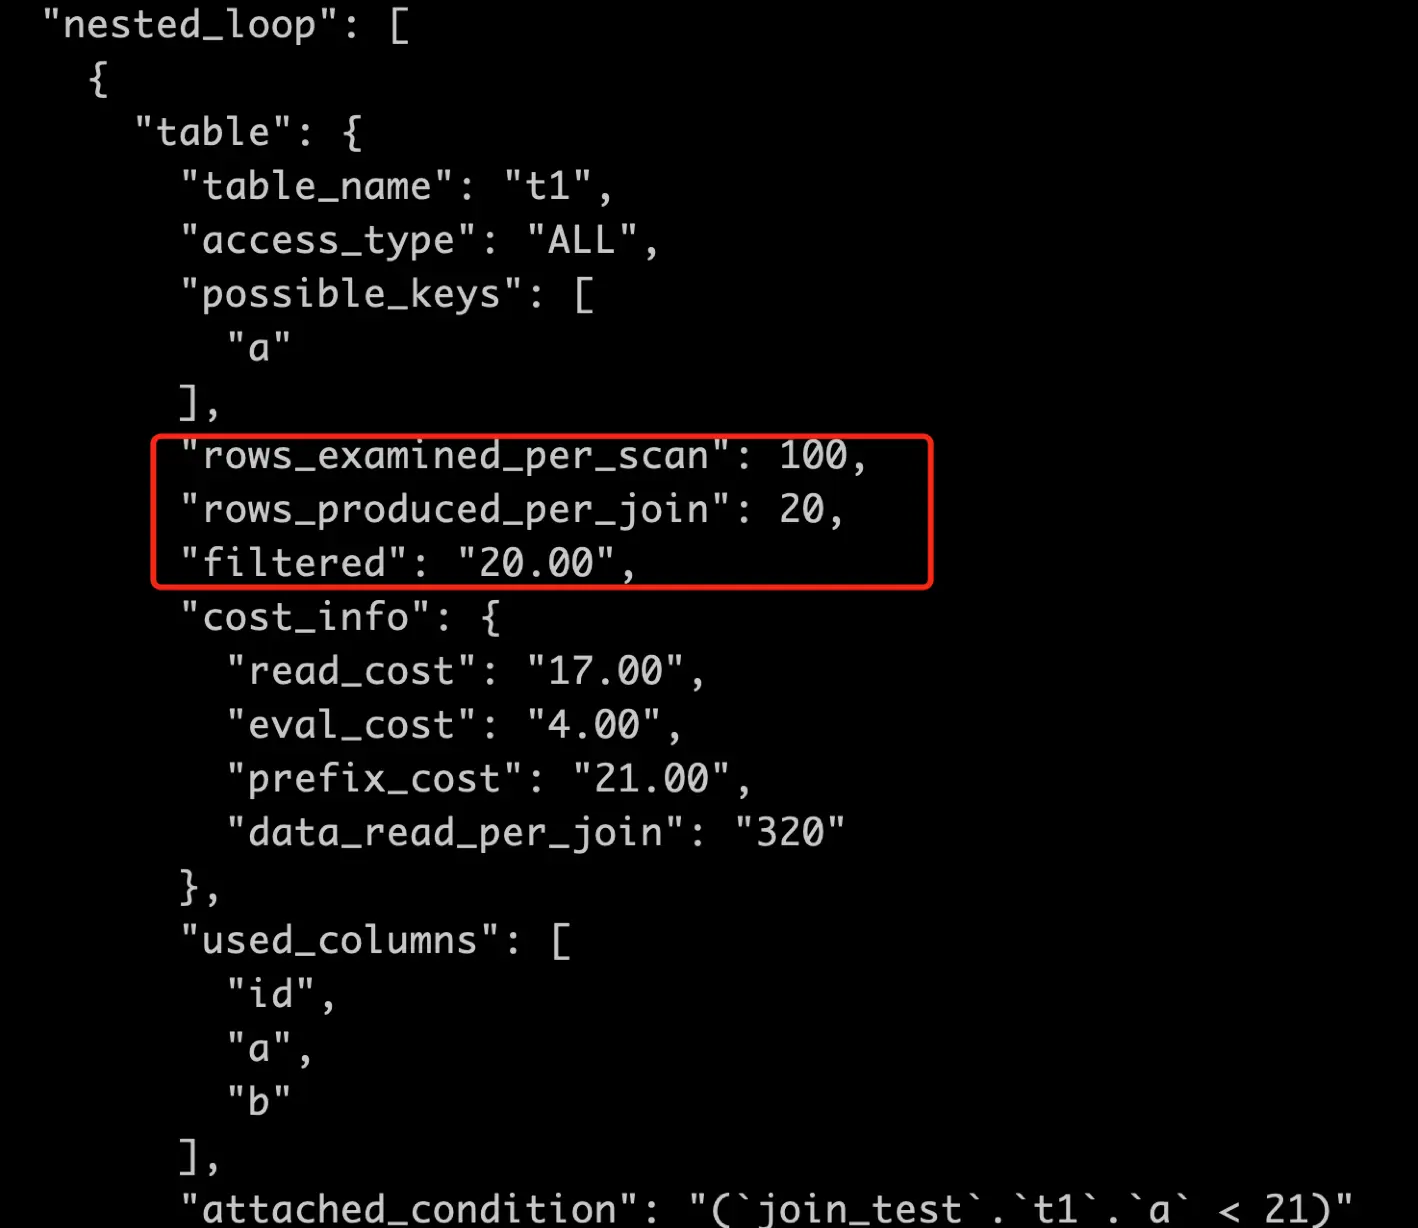 "nested_loop": [
{
"table": {
"table_name": "t1",
"access_type": "ALL",
"possible_keys": [
"a"
],
"rows_examined_per_scan": 100,
"rows_produced_per_join": 20,
"filtered": "20.00",
"cost_info": {
"read_cost": "17.00",
"eval_cost": "4.00",
"prefix_cost": "21.00",
"data_read_per_join": "320"
},
"used_columns": [
"id",
"a",
"b"
],
"attached_condition": "(`join_test`.`t1`.`a` < 21)"